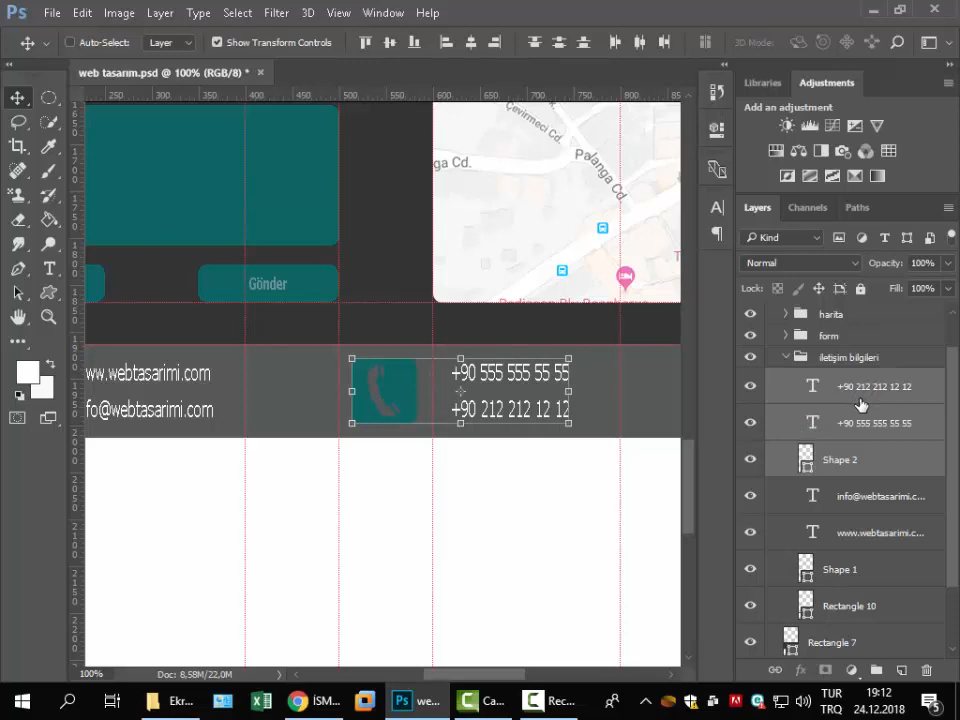 Ps File Edit Image Layer Type Select Filter 3D View Window Help
Auto-Select: Layer Show Transform Controls 3D Mode:
web tasarım.psd @ 100% (RGB/8) * ×
250 300 350 400 450 500 550 600 650 700 750 800 85
Çevirmeci Cd.
ga Cd.
Palanga Cd.
Gönder
ww.webtasarimi.com
fo@webtasarimi.com
+90 555 555 55 55
+90 212 212 12 12
100% Doc: 8,58M/22,0M
Libraries Adjustments
Add an adjustment
Layers Channels Paths
Kind
Normal Opacity: 100%
Lock: Fill: 100%
harita
form
iletişim bilgileri
+90 212 212 12 12
+90 555 555 55 55
Shape 2
info@webtasarimi.c...
www.webtasarimi.c...
Shape 1
Rectangle 10
Rectangle 7
Ekr... İSM... we... Ca... Rec...
TUR
TRQ
19:12
24.12.2018
5